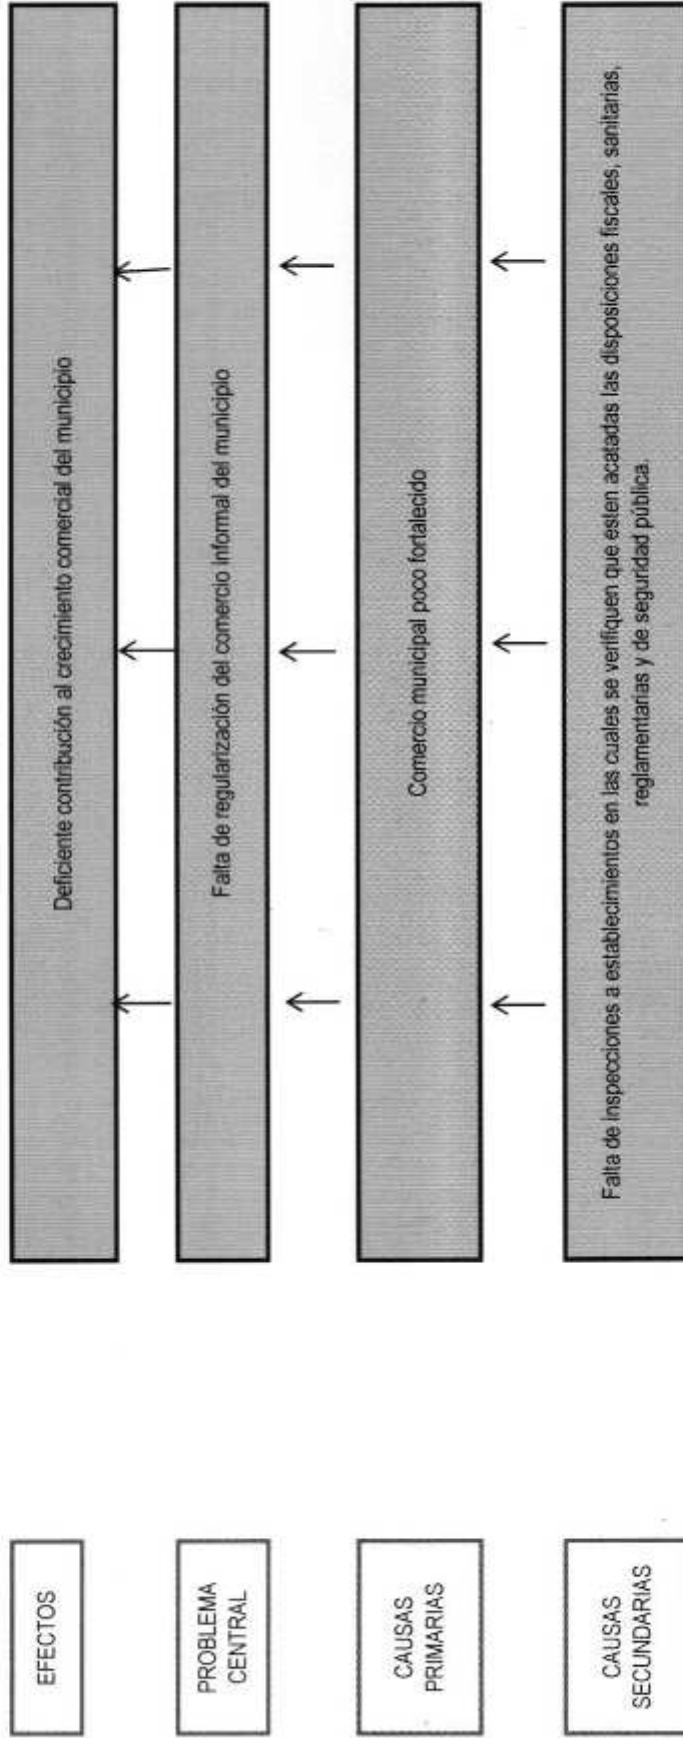 EFECTOS
Deficiente contribución al crecimiento comercial del municipio
PROBLEMA
CENTRAL
Falta de regularización del comercio informal del municipio
CAUSAS
PRIMARIAS
Comercio municipal poco fortalecido
CAUSAS
SECUNDARIAS
Falta de Inspecciones a establecimientos en las cuales se verifiquen que esten acatadas las disposiciones fiscales, sanitarias,
reglamentarias y de seguridad pública.